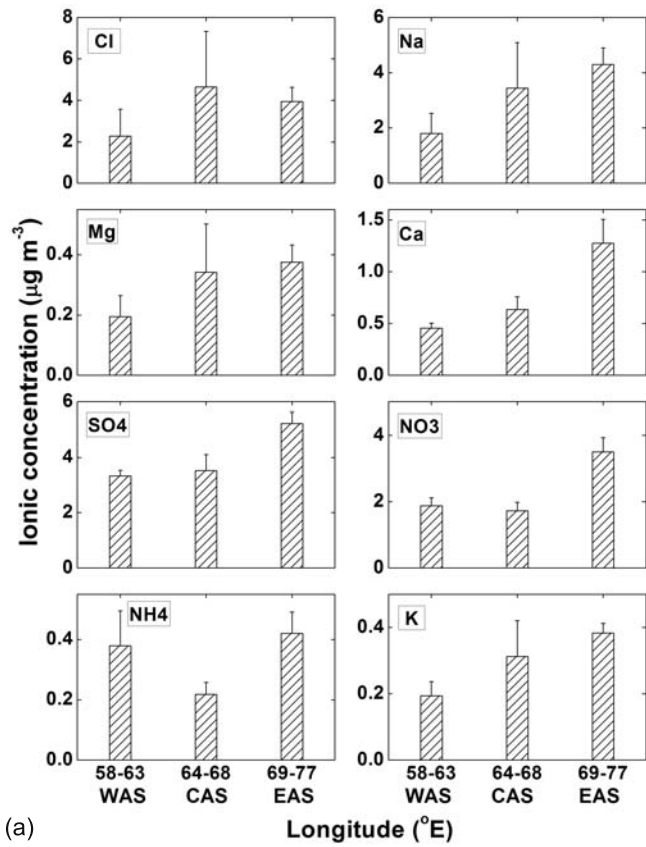 Ionic concentration (μg m⁻³)
Cl
8
6
4
2
0
Na
6
4
2
0
Mg
0.4
0.2
0.0
Ca
1.5
1.0
0.5
0.0
SO4
6
4
2
0
NO3
4
2
0
NH4
0.4
0.2
0.0
K
0.4
0.2
0.0
58-63 64-68 69-77
WAS CAS EAS
58-63 64-68 69-77
WAS CAS EAS
(a)
Longitude (°E)